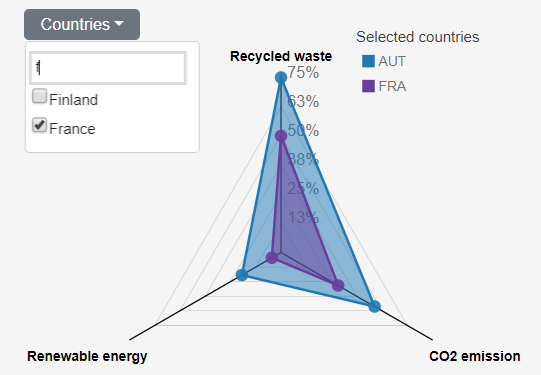 Countries
f
Finland
France
Selected countries
AUT
FRA
Recycled waste
75%
63%
50%
38%
25%
13%
Renewable energy
CO2 emission